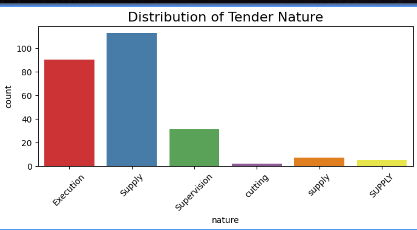 Distribution of Tender Nature
100
80
60
40
20
0
count
Execution
Supply
Supervision
cutting
supply
SUPPLY
nature